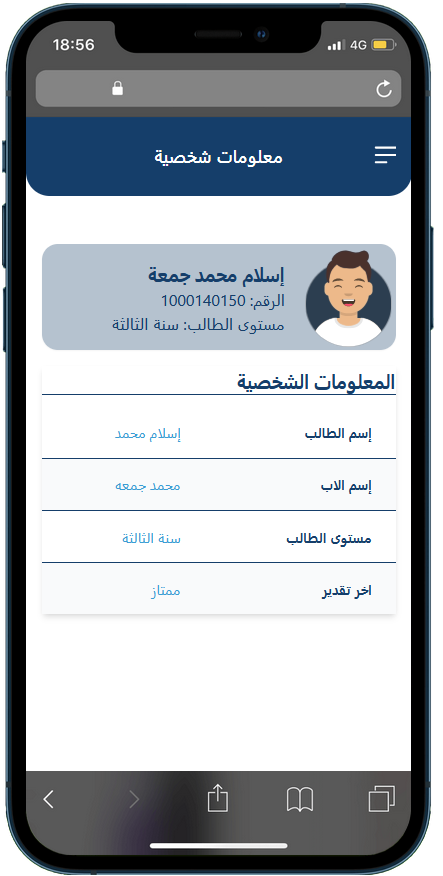 18:56 4G
معلومات شخصية
إسلام محمد جمعة
الرقم: 1000140150
مستوى الطالب: سنة الثالثة
المعلومات الشخصية
إسم الطالب إسلام محمد
إسم الاب محمد جمعه
مستوى الطالب سنة الثالثة
اخر تقدير ممتاز